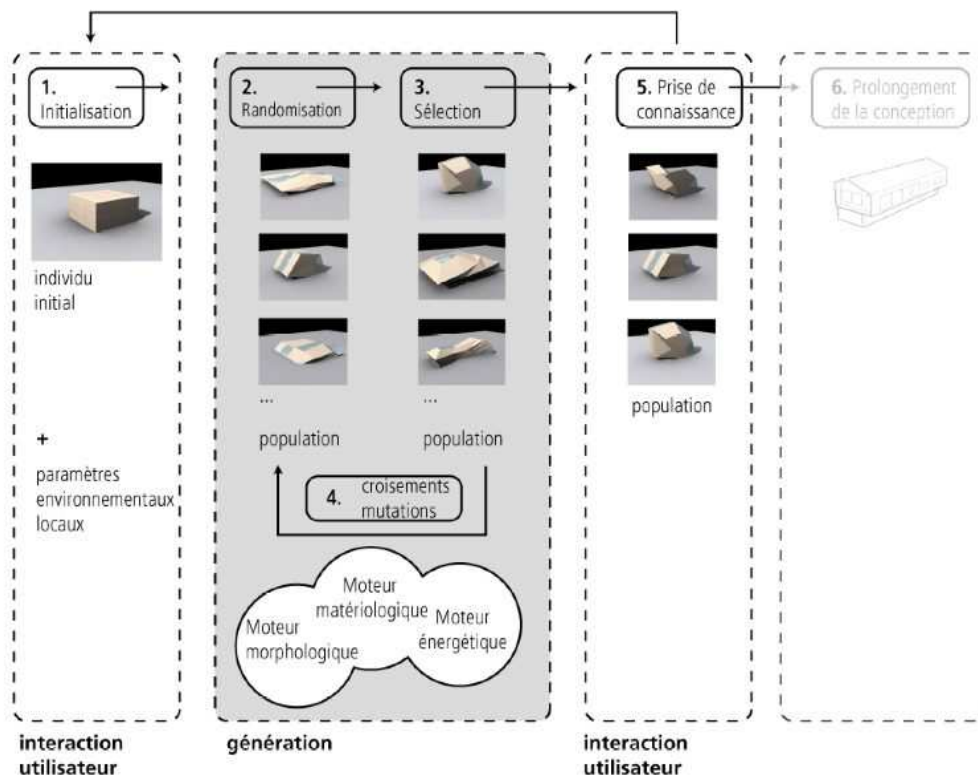 1.
Initialisation
individu
initial
+
paramètres
environnementaux
locaux
interaction
utilisateur
2.
Randomisation
...
population
3.
Sélection
...
population
4. croisements
mutations
Moteur
morphologique
Moteur
matériologique
Moteur
énergétique
génération
5. Prise de
connaissance
population
interaction
utilisateur
6. Prolongement
de la conception